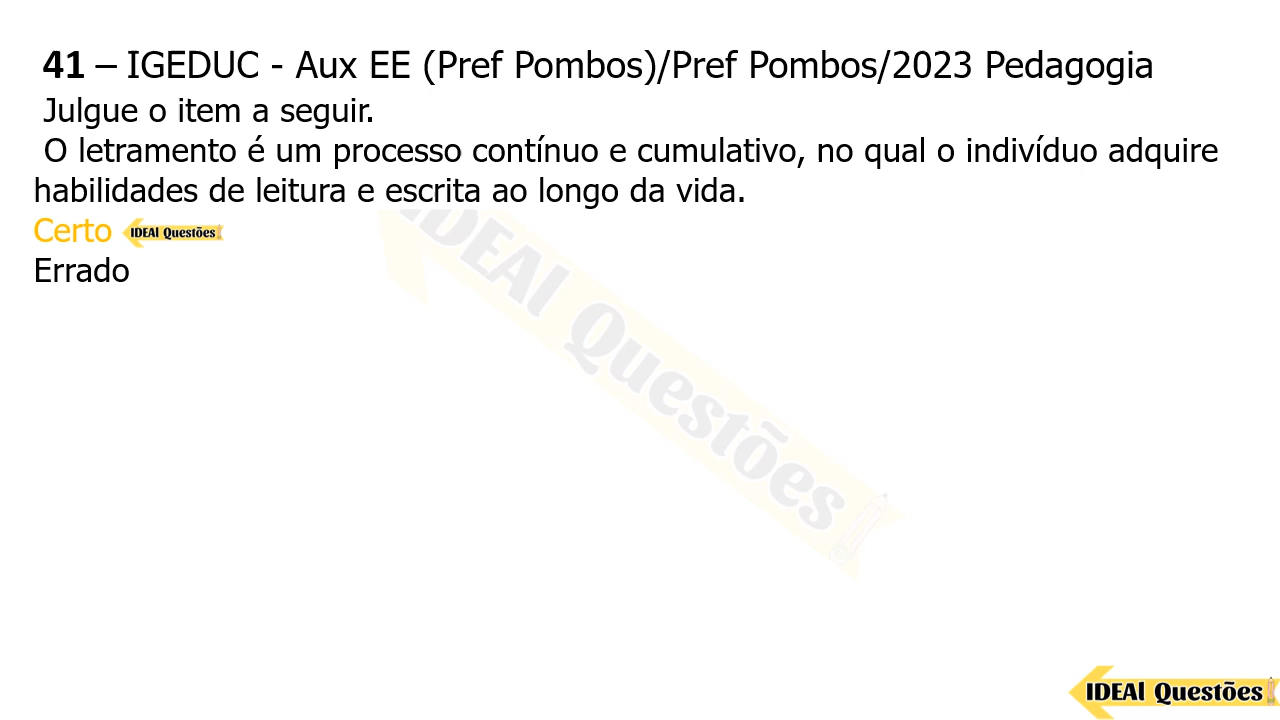 41 – IGEDUC - Aux EE (Pref Pombos)/Pref Pombos/2023 Pedagogia
Julgue o item a seguir.
O letramento é um processo contínuo e cumulativo, no qual o indivíduo adquire
habilidades de leitura e escrita ao longo da vida.
Certo IDEAl Questões
Errado
IDEAl Questões
IDEAl Questões